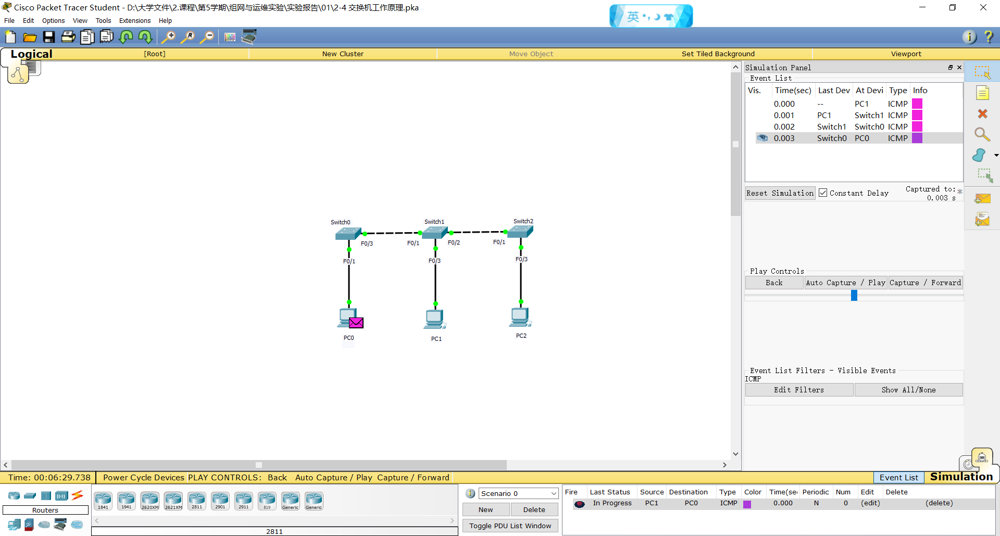 Cisco Packet Tracer Student - D:\大学文件\2.课程\第5学期\组网与运维实验\实验报告\01\2-4 交换机工作原理.pka
英
File Edit Options View Tools Extensions Help
Logical [Root] New Cluster Move Object Set Tiled Background Viewport
Simulation Panel
Event List
Vis. Time(sec) Last Dev At Devi Type Info
0.000 -- PC1 ICMP
0.001 PC1 Switch1 ICMP
0.002 Switch1 Switch0 ICMP
0.003 Switch0 PC0 ICMP
Reset Simulation Constant Delay Captured to: *
0.003 s
Switch0 Switch1 Switch2
F0/3 F0/1 F0/2 F0/1
F0/1 F0/3 F0/3
PC0 PC1 PC2
Play Controls
Back Auto Capture / Play Capture / Forward
Event List Filters - Visible Events
ICMP
Edit Filters Show All/None
Time: 00:06:29.738 Power Cycle Devices PLAY CONTROLS: Back Auto Capture / Play Capture / Forward Event List Simulation
Routers
1841 1941 2620XM 2621XM 2811 2901 2911 819 Generic Generic
2811
Scenario 0
New Delete
Toggle PDU List Window
Fire Last Status Source Destination Type Color Time(sec Periodic Num Edit Delete
In Progress PC1 PC0 ICMP 0.000 N 0 (edit) (delete)